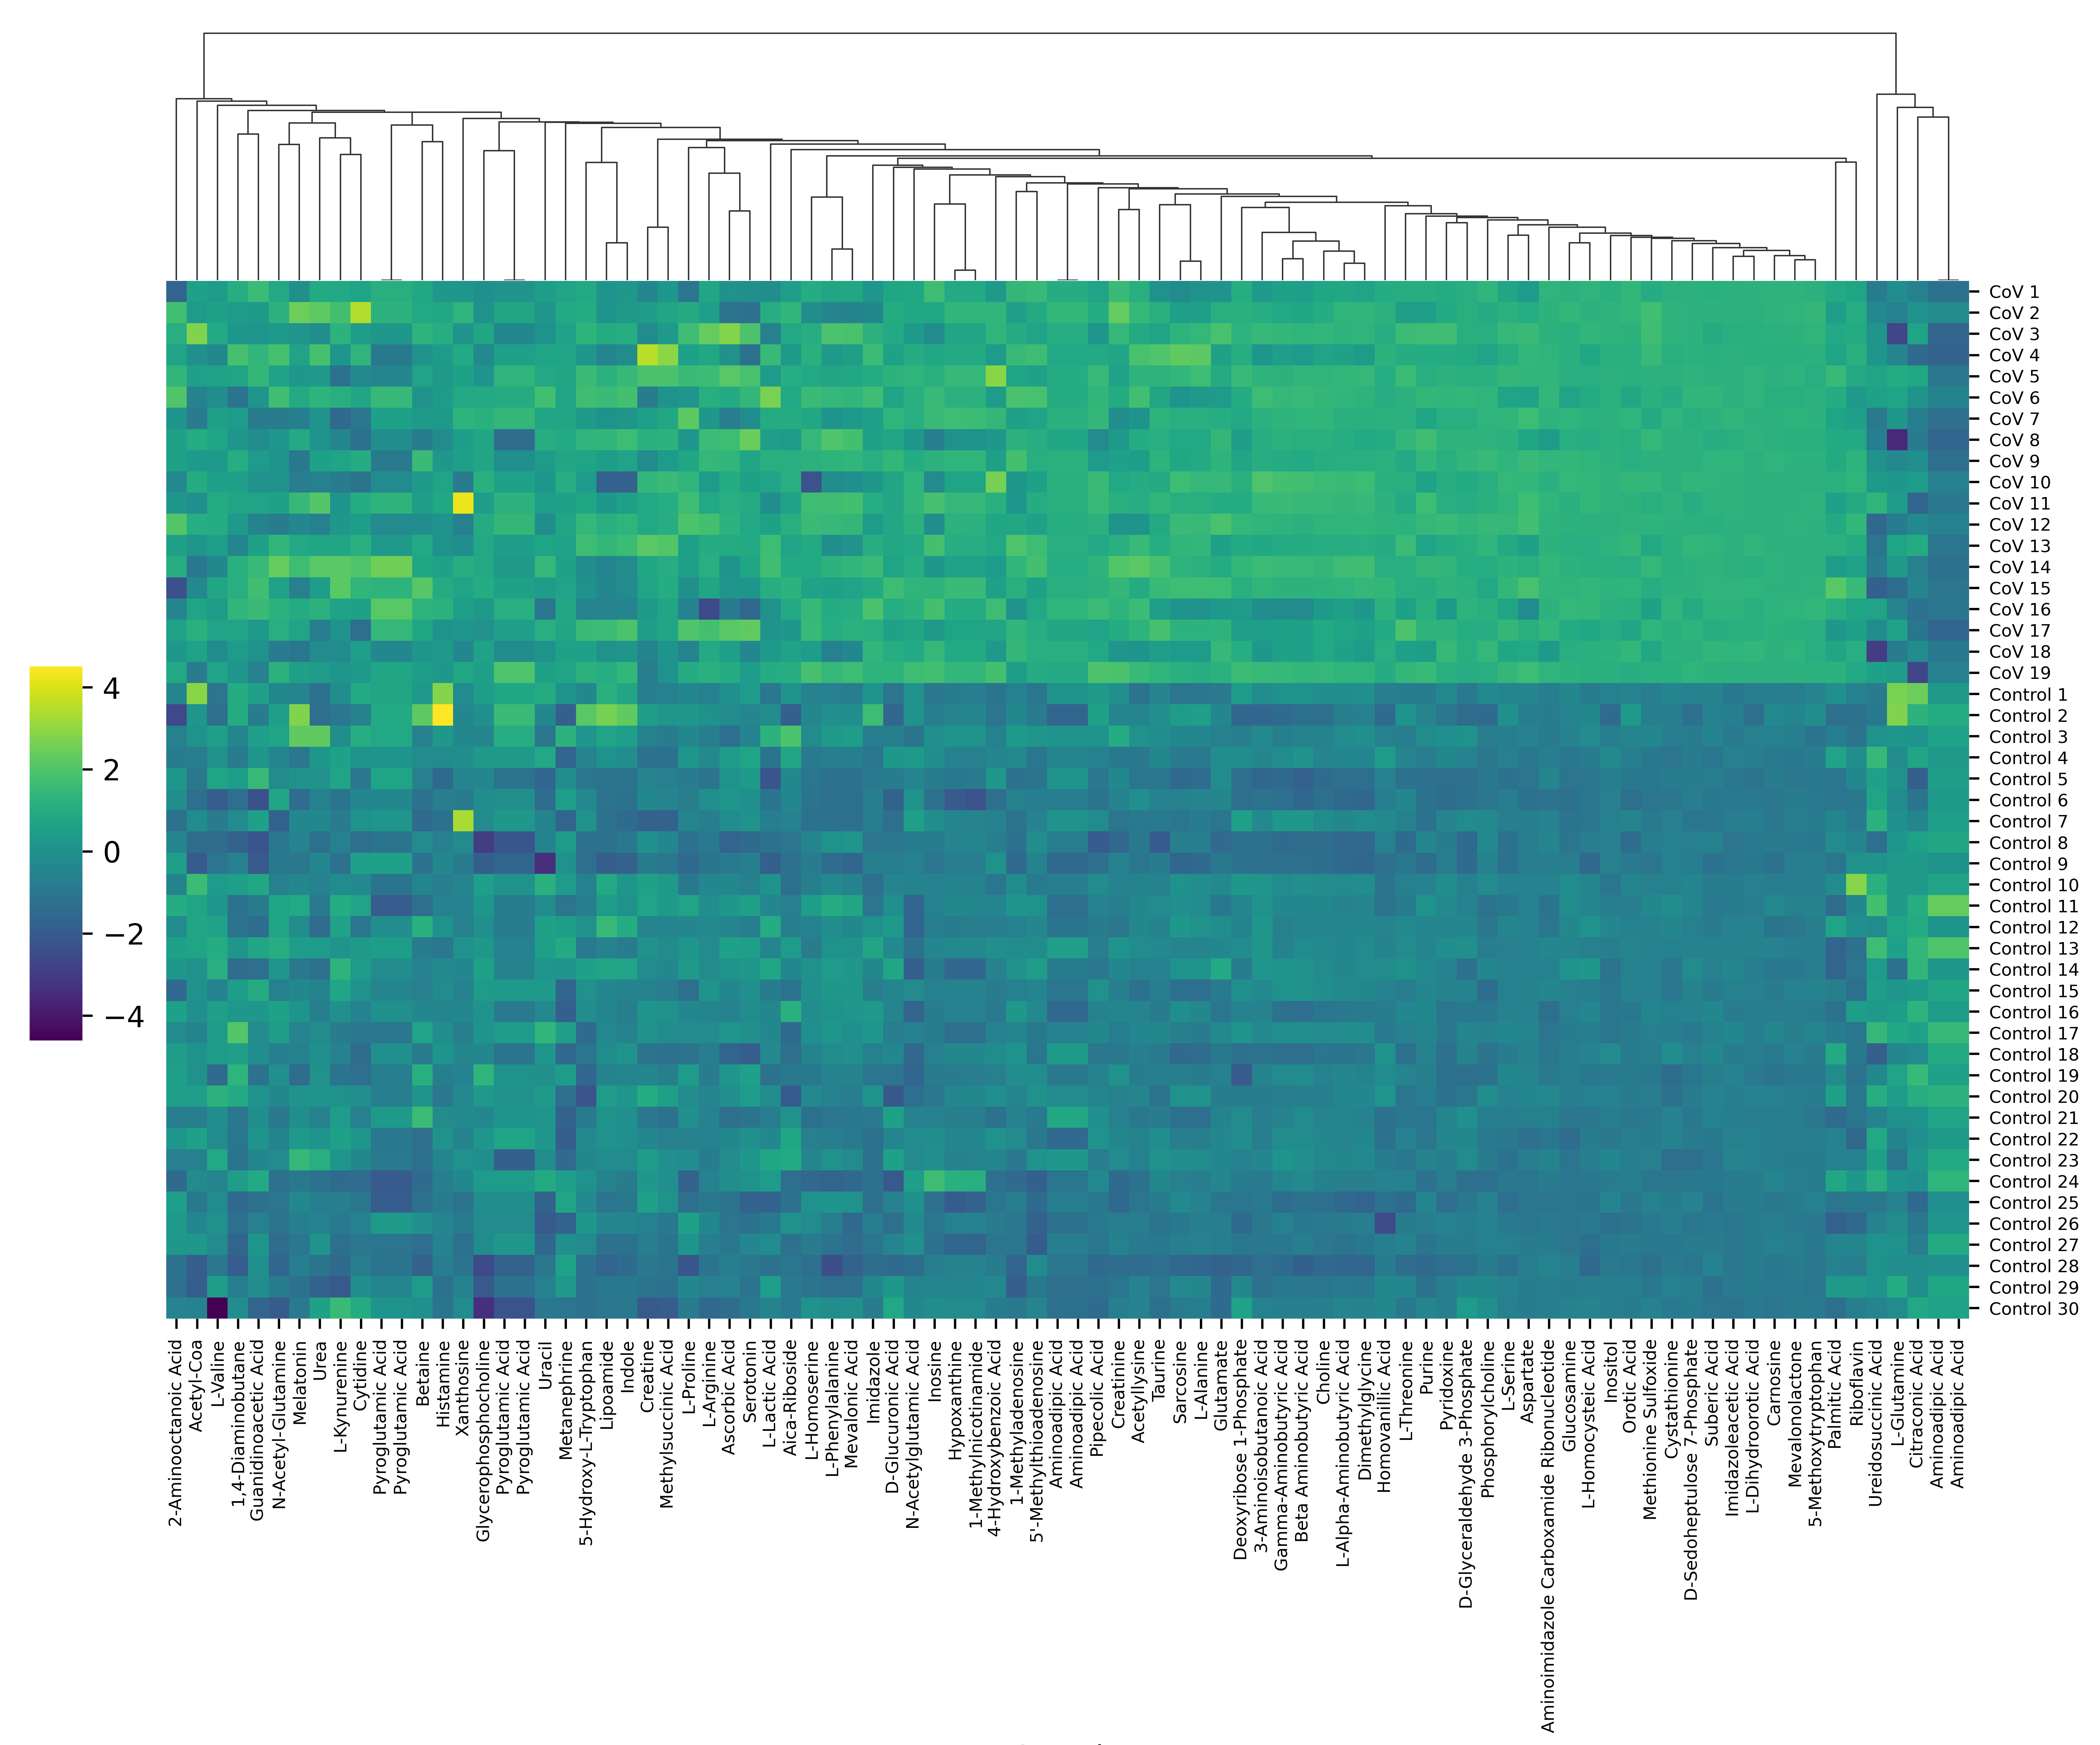 CoV 1
CoV 2
CoV 3
CoV 4
CoV 5
CoV 6
CoV 7
CoV 8
CoV 9
CoV 10
CoV 11
CoV 12
CoV 13
CoV 14
CoV 15
CoV 16
CoV 17
CoV 18
CoV 19
Control 1
Control 2
Control 3
Control 4
Control 5
Control 6
Control 7
Control 8
Control 9
Control 10
Control 11
Control 12
Control 13
Control 14
Control 15
Control 16
Control 17
Control 18
Control 19
Control 20
Control 21
Control 22
Control 23
Control 24
Control 25
Control 26
Control 27
Control 28
Control 29
Control 30
4
2
0
−2
−4
2-Aminooctanoic Acid
Acetyl-Coa
L-Valine
1,4-Diaminobutane
Guanidinoacetic Acid
N-Acetyl-Glutamine
Melatonin
Urea
L-Kynurenine
Cytidine
Pyroglutamic Acid
Pyroglutamic Acid
Betaine
Histamine
Xanthosine
Glycerophosphocholine
Pyroglutamic Acid
Pyroglutamic Acid
Uracil
Metanephrine
5-Hydroxy-L-Tryptophan
Lipoamide
Indole
Creatine
Methylsuccinic Acid
L-Proline
L-Arginine
Ascorbic Acid
Serotonin
L-Lactic Acid
Aica-Riboside
L-Homoserine
L-Phenylalanine
Mevalonic Acid
Imidazole
D-Glucuronic Acid
N-Acetylglutamic Acid
Inosine
Hypoxanthine
1-Methylnicotinamide
4-Hydroxybenzoic Acid
1-Methyladenosine
5'-Methylthioadenosine
Aminoadipic Acid
Aminoadipic Acid
Pipecolic Acid
Creatinine
Acetyllysine
Taurine
Sarcosine
L-Alanine
Glutamate
Deoxyribose 1-Phosphate
3-Aminoisobutanoic Acid
Gamma-Aminobutyric Acid
Beta Aminobutyric Acid
Choline
L-Alpha-Aminobutyric Acid
Dimethylglycine
Homovanillic Acid
L-Threonine
Purine
Pyridoxine
D-Glyceraldehyde 3-Phosphate
Phosphorylcholine
L-Serine
Aspartate
Aminoimidazole Carboxamide Ribonucleotide
Glucosamine
L-Homocysteic Acid
Inositol
Orotic Acid
Methionine Sulfoxide
Cystathionine
D-Sedoheptulose 7-Phosphate
Suberic Acid
Imidazoleacetic Acid
L-Dihydroorotic Acid
Carnosine
Mevalonolactone
5-Methoxytryptophan
Palmitic Acid
Riboflavin
Ureidosuccinic Acid
L-Glutamine
Citraconic Acid
Aminoadipic Acid
Aminoadipic Acid